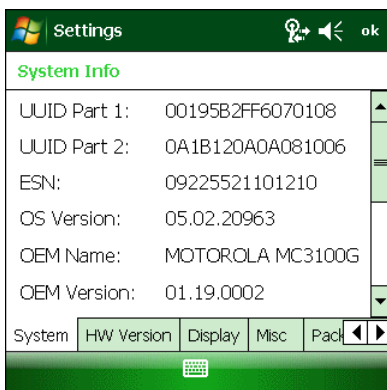 Settings ok
System Info
UUID Part 1: 00195B2FF6070108
UUID Part 2: 0A1B120A0A081006
ESN: 09225521101210
OS Version: 05.02.20963
OEM Name: MOTOROLA MC3100G
OEM Version: 01.19.0002
System HW Version Display Misc Pack